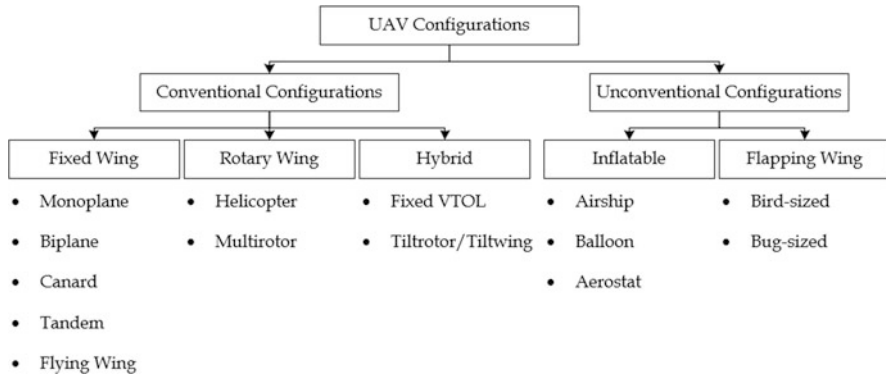 UAV Configurations
Conventional Configurations
Unconventional Configurations
Fixed Wing
Rotary Wing
Hybrid
Inflatable
Flapping Wing
• Monoplane
• Biplane
• Canard
• Tandem
• Flying Wing
• Helicopter
• Multirotor
• Fixed VTOL
• Tiltrotor/Tiltwing
• Airship
• Balloon
• Aerostat
• Bird-sized
• Bug-sized